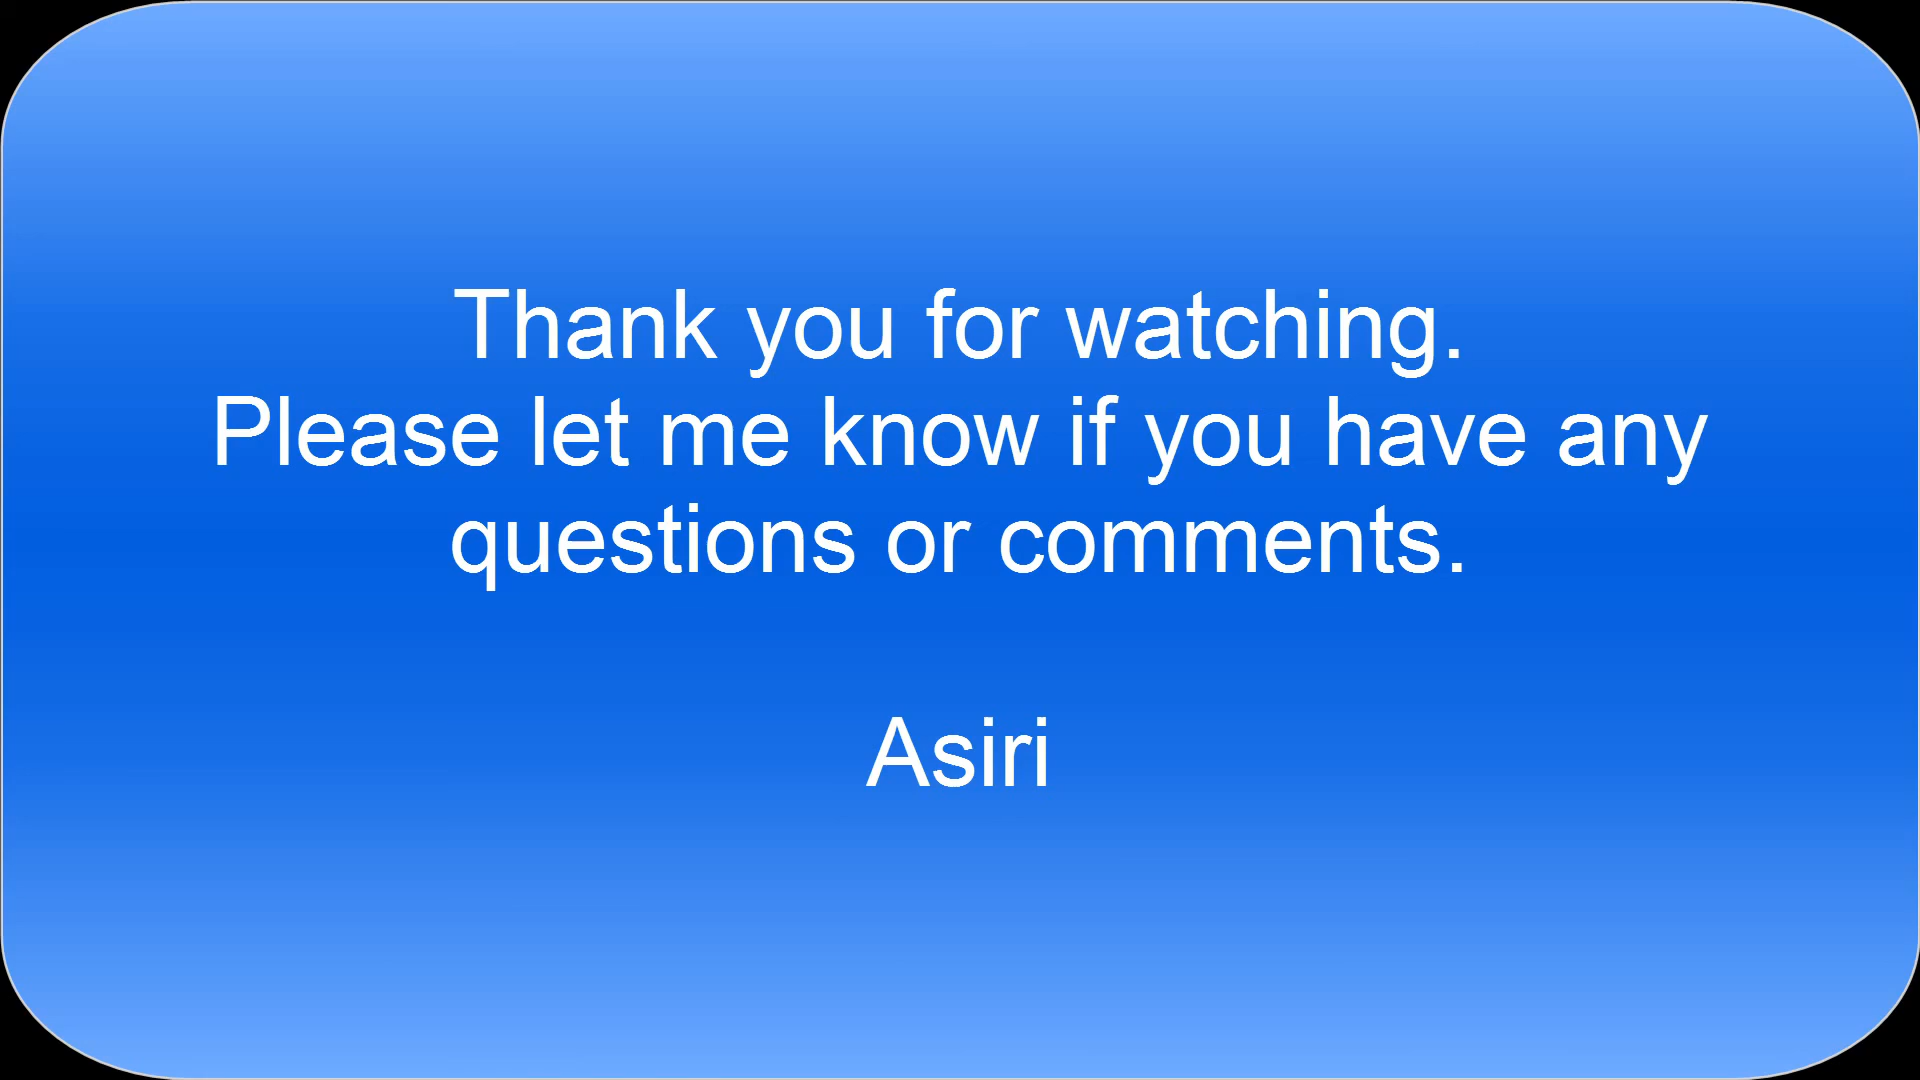 Thank you for watching.
Please let me know if you have any
questions or comments.
Asiri